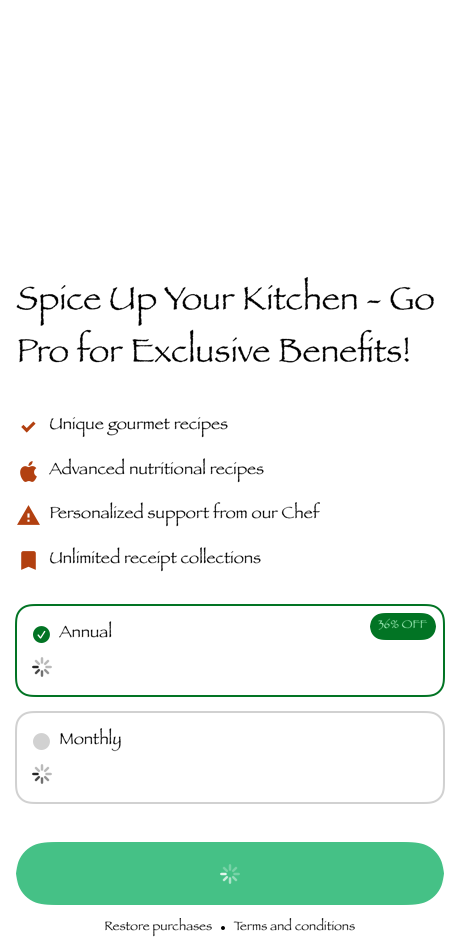 Spice Up Your Kitchen - Go
Pro for Exclusive Benefits!
Unique gourmet recipes
Advanced nutritional recipes
Personalized support from our Chef
Unlimited receipt collections
Annual
36% OFF
Monthly
Restore purchases • Terms and conditions